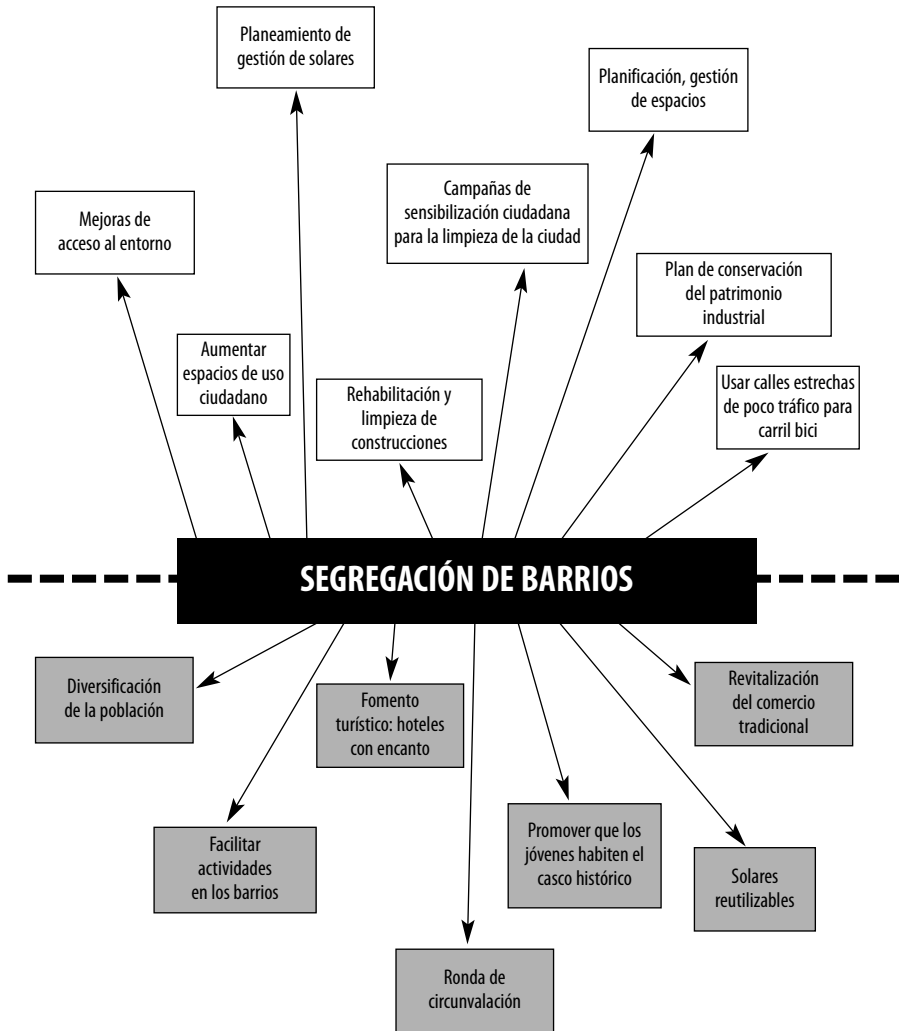 Planeamiento de
gestión de solares
Planificación, gestión
de espacios
Campañas de
sensibilización ciudadana
para la limpieza de la ciudad
Mejoras de
acceso al entorno
Plan de conservación
del patrimonio
industrial
Aumentar
espacios de uso
ciudadano
Rehabilitación y
limpieza de
construcciones
Usar calles estrechas
de poco tráfico para
carril bici
SEGREGACIÓN DE BARRIOS
Diversificación
de la población
Fomento
turístico: hoteles
con encanto
Revitalización
del comercio
tradicional
Facilitar
actividades
en los barrios
Promover que los
jóvenes habiten el
casco histórico
Solares
reutilizables
Ronda de
circunvalación